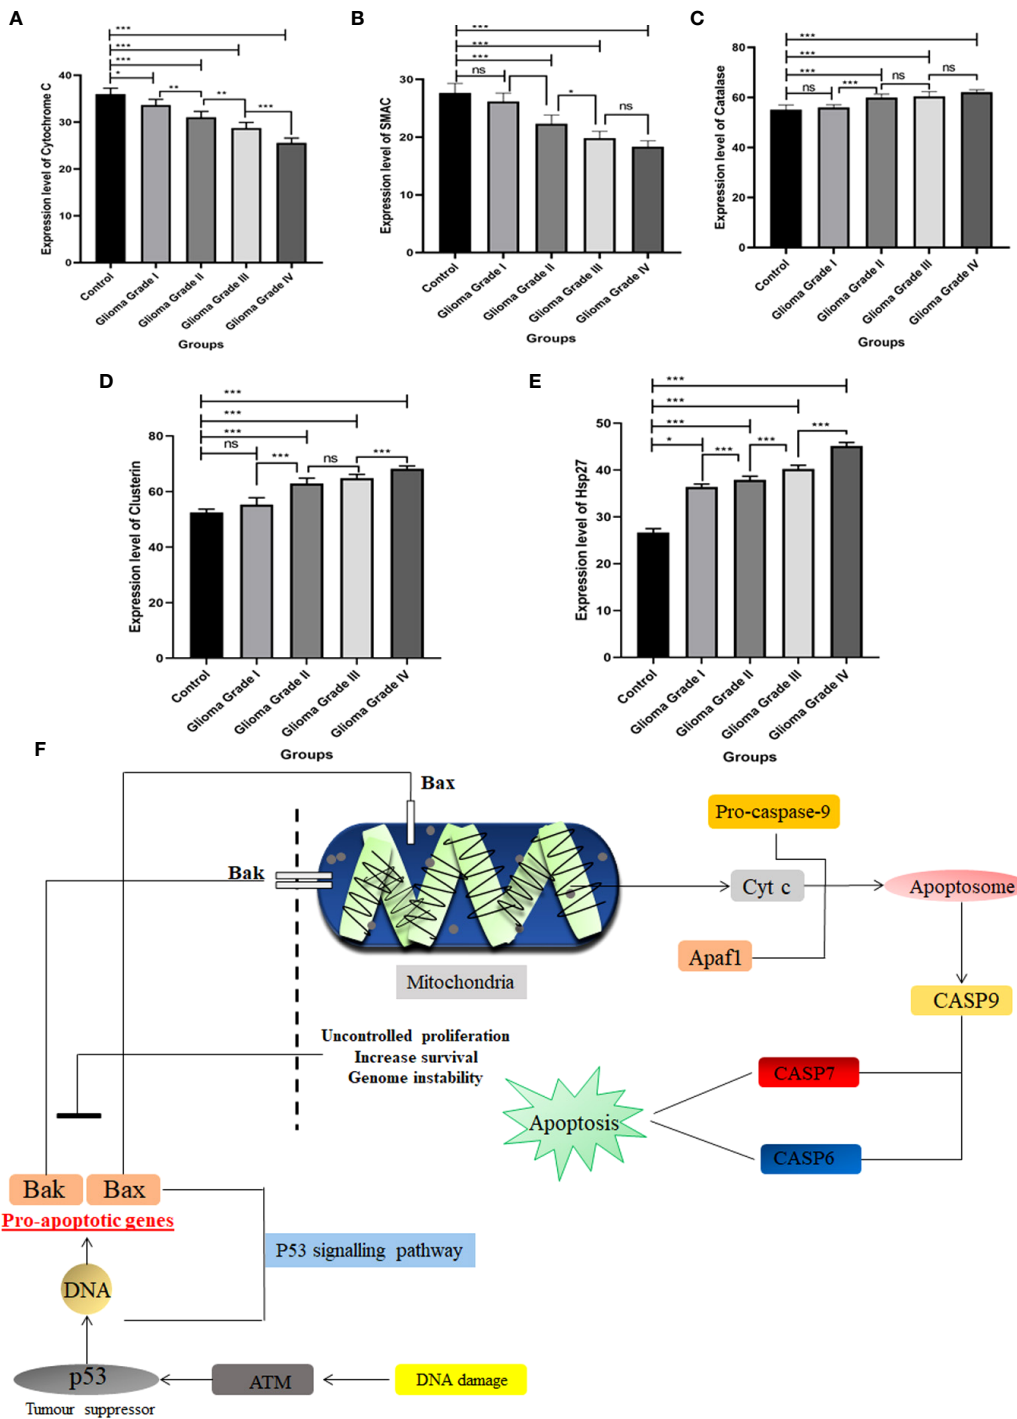 A
***
***
***
*
**
**
***
Expression level of Cytochrome C
40
30
20
10
0
Control
Glioma Grade I
Glioma Grade II
Glioma Grade III
Glioma Grade IV
Groups
B
***
***
***
ns
*
ns
Expression level of SMAC
30
20
10
0
Control
Glioma Grade I
Glioma Grade II
Glioma Grade III
Glioma Grade IV
Groups
C
***
***
***
ns
***
ns
ns
Expression level of Catalase
80
60
40
20
0
Control
Glioma Grade I
Glioma Grade II
Glioma Grade III
Glioma Grade IV
Groups
D
***
***
***
ns
***
ns
***
Expression level of Clusterin
80
60
40
20
0
Control
Glioma Grade I
Glioma Grade II
Glioma Grade III
Glioma Grade IV
Groups
E
***
***
***
*
***
***
***
Expression level of Hsp27
50
40
30
20
10
0
Control
Glioma Grade I
Glioma Grade II
Glioma Grade III
Glioma Grade IV
Groups
F
Bax
Bak
Mitochondria
Pro-caspase-9
Cyt c
Apaf1
Apoptosome
CASP9
CASP7
CASP6
Apoptosis
Uncontrolled proliferation
Increase survival
Genome instability
Bak
Bax
Pro-apoptotic genes
P53 signalling pathway
DNA
p53
Tumour suppressor
ATM
DNA damage